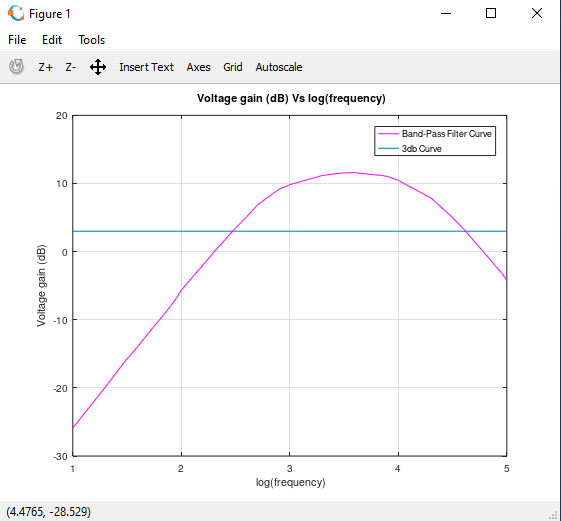 Figure 1
File Edit Tools
Z+ Z- Insert Text Axes Grid Autoscale
Voltage gain (dB) Vs log(frequency)
20
10
0
-10
-20
-30
Voltage gain (dB)
Band-Pass Filter Curve
3db Curve
1 2 3 4 5
log(frequency)
(4.4765, -28.529)